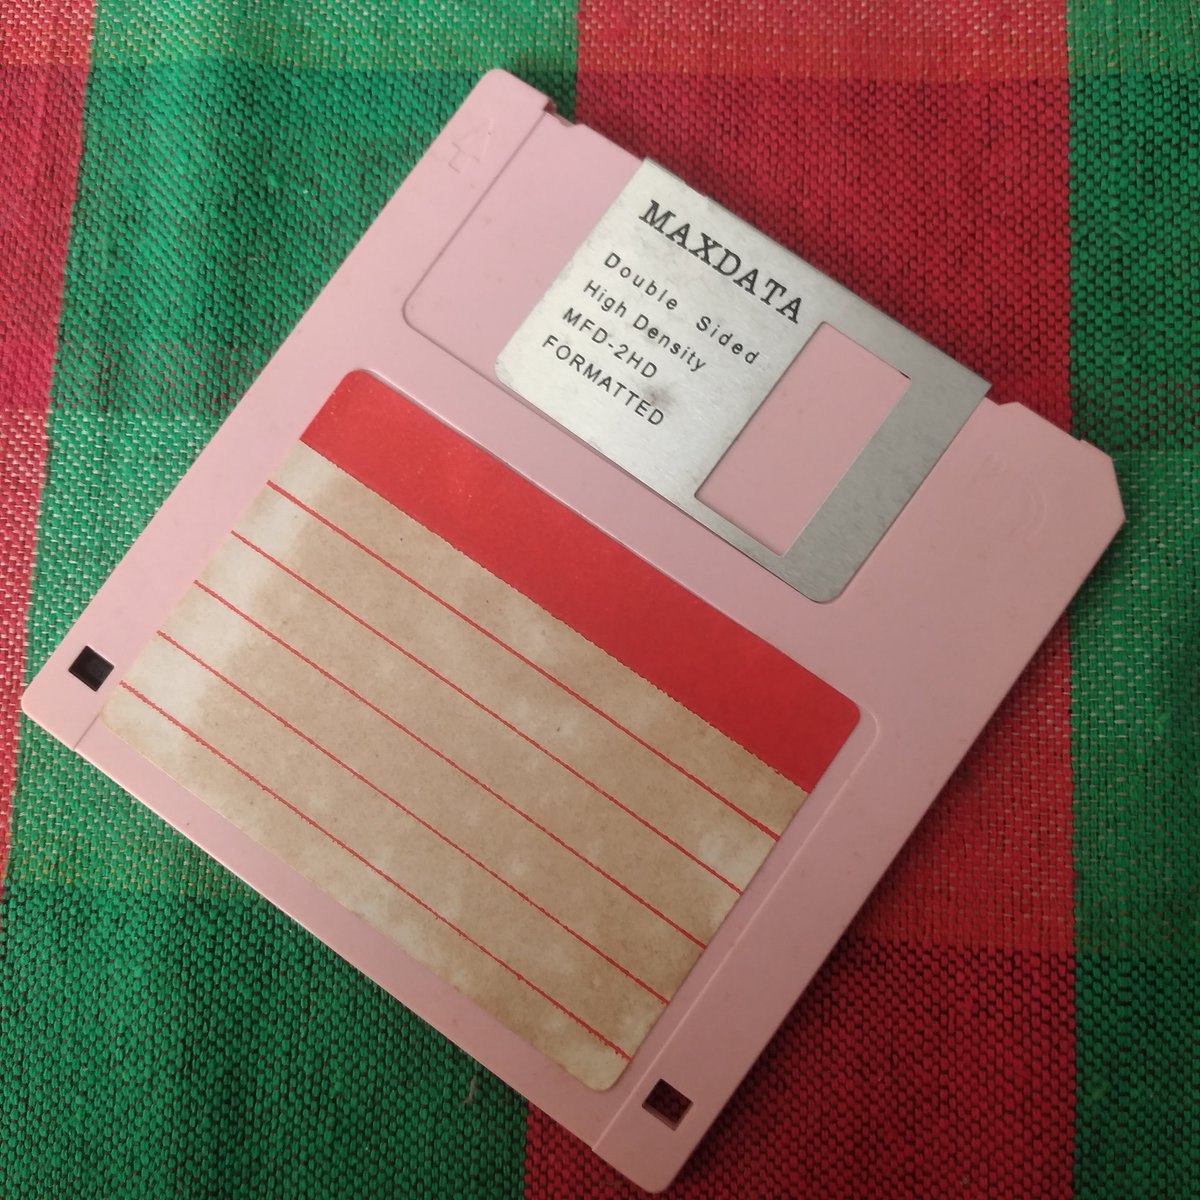 MAXDATA
Double Sided
High Density
MFD-2HD
FORMATTED